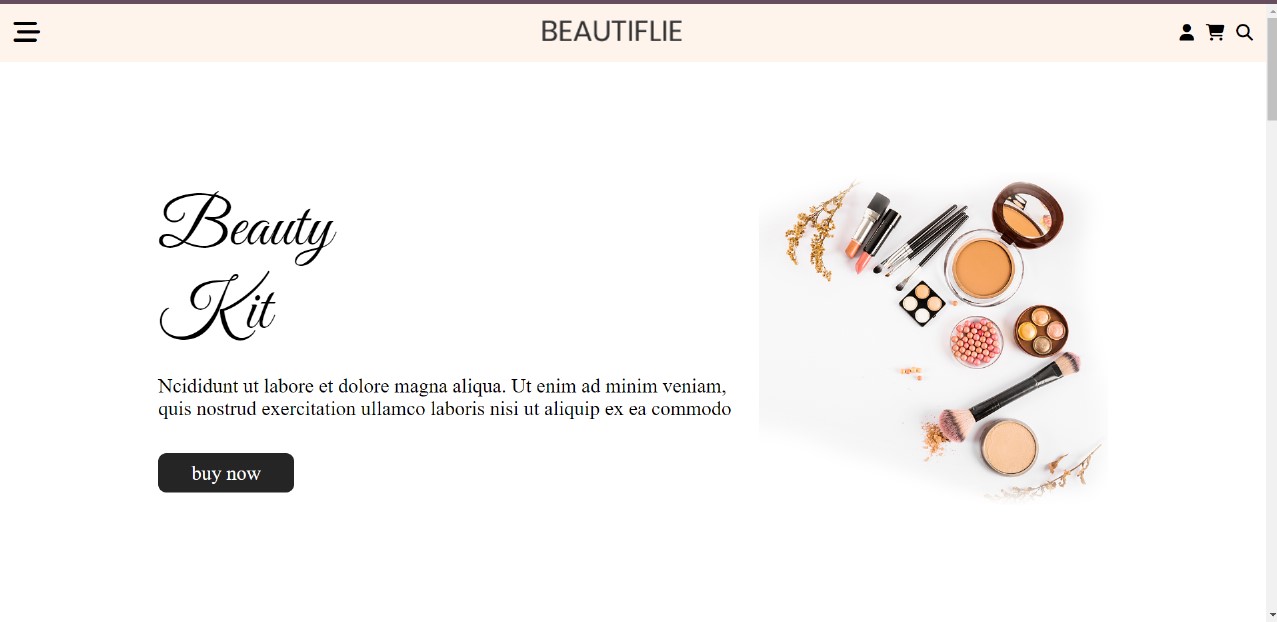 BEAUTIFLIE
Beauty
Kit
Ncididunt ut labore et dolore magna aliqua. Ut enim ad minim veniam,
quis nostrud exercitation ullamco laboris nisi ut aliquip ex ea commodo
buy now